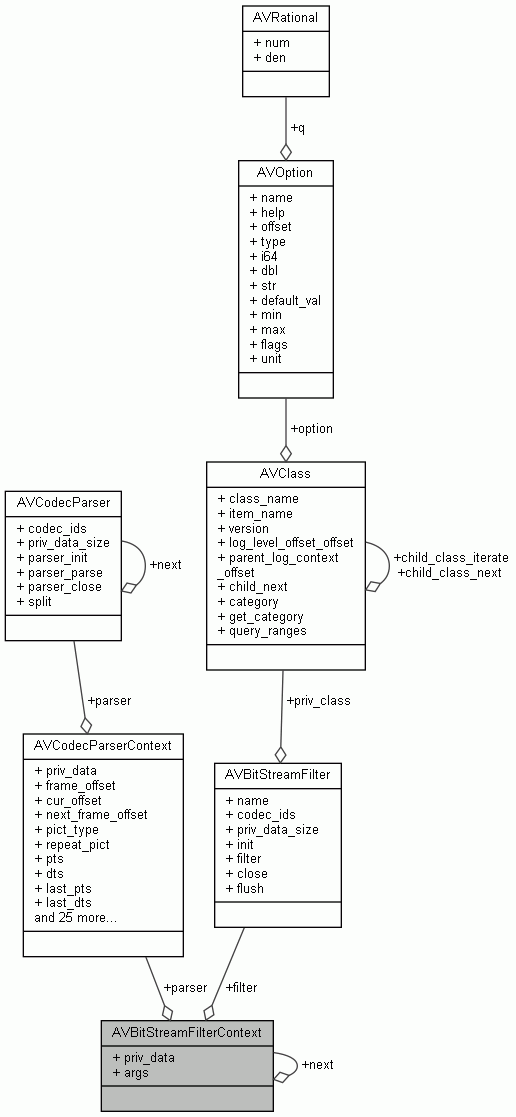 AVRational
+ num
+ den
+q
AVOption
+ name
+ help
+ offset
+ type
+ i64
+ dbl
+ str
+ default_val
+ min
+ max
+ flags
+ unit
+option
AVClass
+ class_name
+ item_name
+ version
+ log_level_offset_offset
+ parent_log_context
_offset
+ child_next
+ category
+ get_category
+ query_ranges
+child_class_iterate
+child_class_next
AVCodecParser
+ codec_ids
+ priv_data_size
+ parser_init
+ parser_parse
+ parser_close
+ split
+next
+parser
+priv_class
AVCodecParserContext
+ priv_data
+ frame_offset
+ cur_offset
+ next_frame_offset
+ pict_type
+ repeat_pict
+ pts
+ dts
+ last_pts
+ last_dts
and 25 more...
AVBitStreamFilter
+ name
+ codec_ids
+ priv_data_size
+ init
+ filter
+ close
+ flush
+parser
+filter
AVBitStreamFilterContext
+ priv_data
+ args
+next